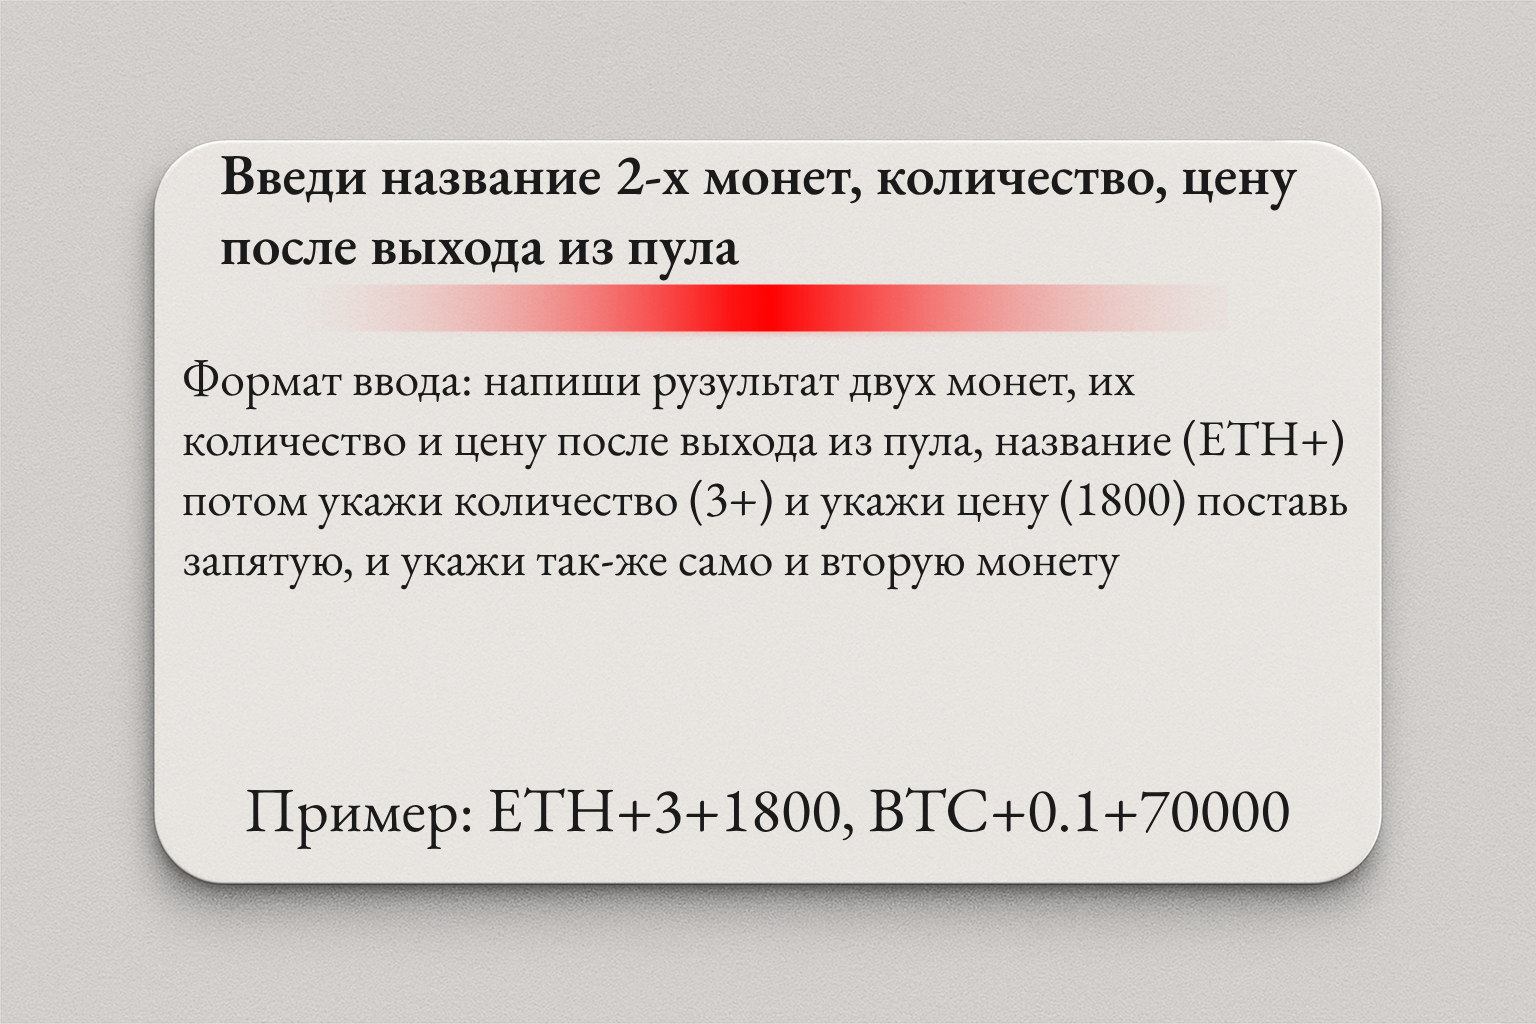 Введи название 2-х монет, количество, цену
после выхода из пула
Формат ввода: напиши рузультат двух монет, их
количество и цену после выхода из пула, название (ETH+)
потом укажи количество (3+) и укажи цену (1800) поставь
запятую, и укажи так-же само и вторую монету
Пример: ETH+3+1800, BTC+0.1+70000